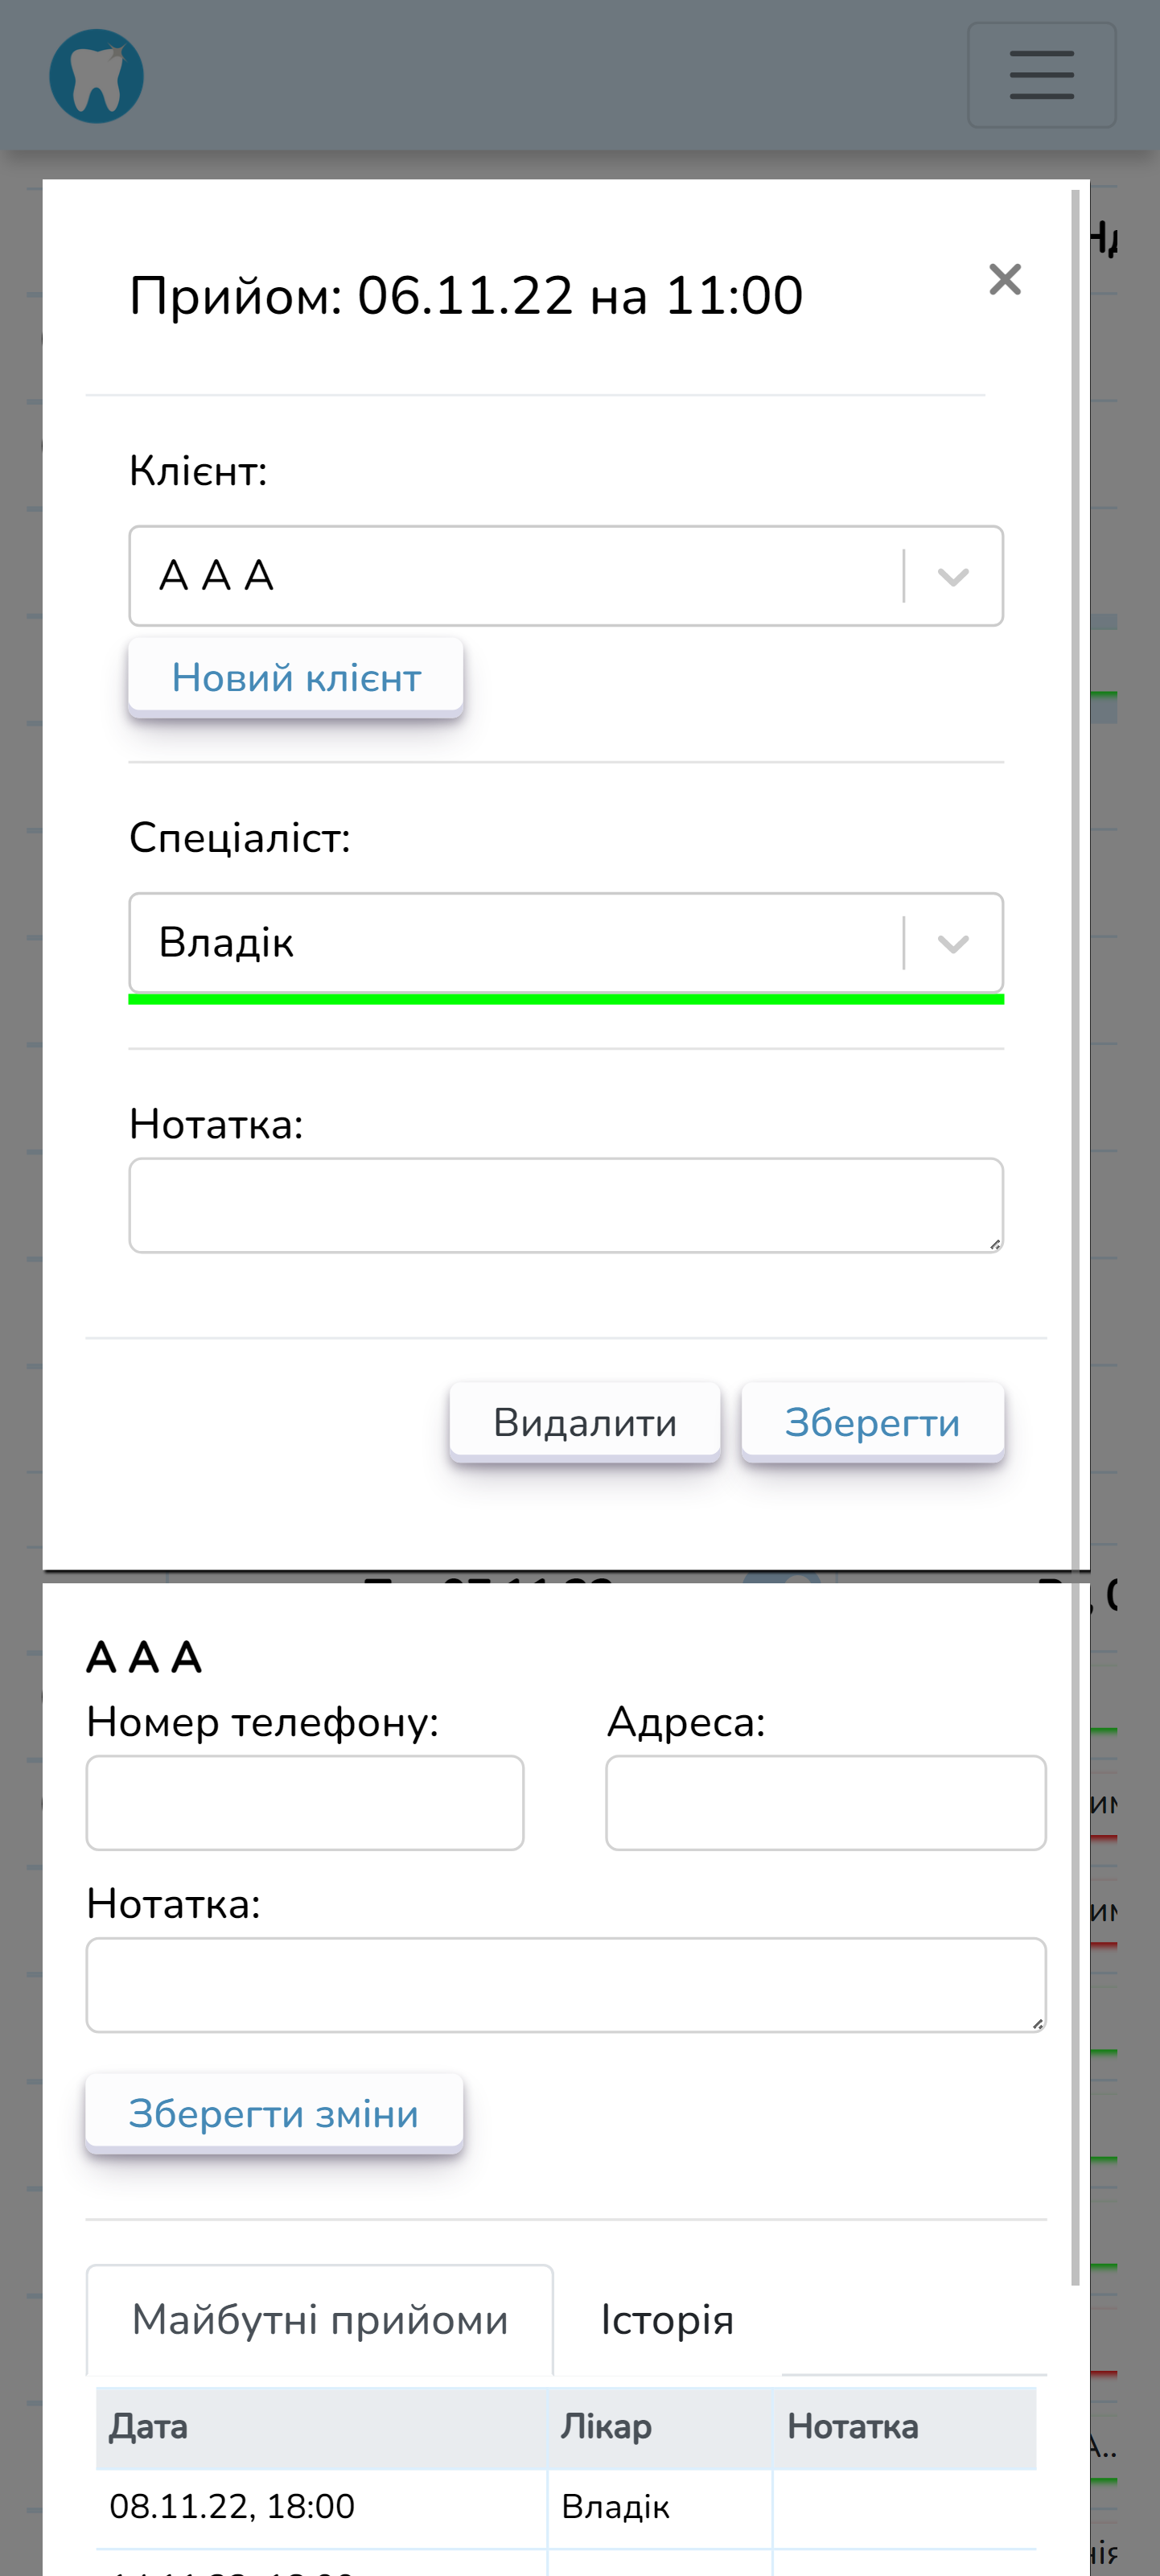 Прийом: 06.11.22 на 11:00
Клієнт:
А А А
Новий клієнт
Спеціаліст:
Владік
Нотатка:
Видалити Зберегти
А А А
Номер телефону: Адреса:
Нотатка:
Зберегти зміни
Майбутні прийоми Історія
Дата Лікар Нотатка
08.11.22, 18:00 Владік